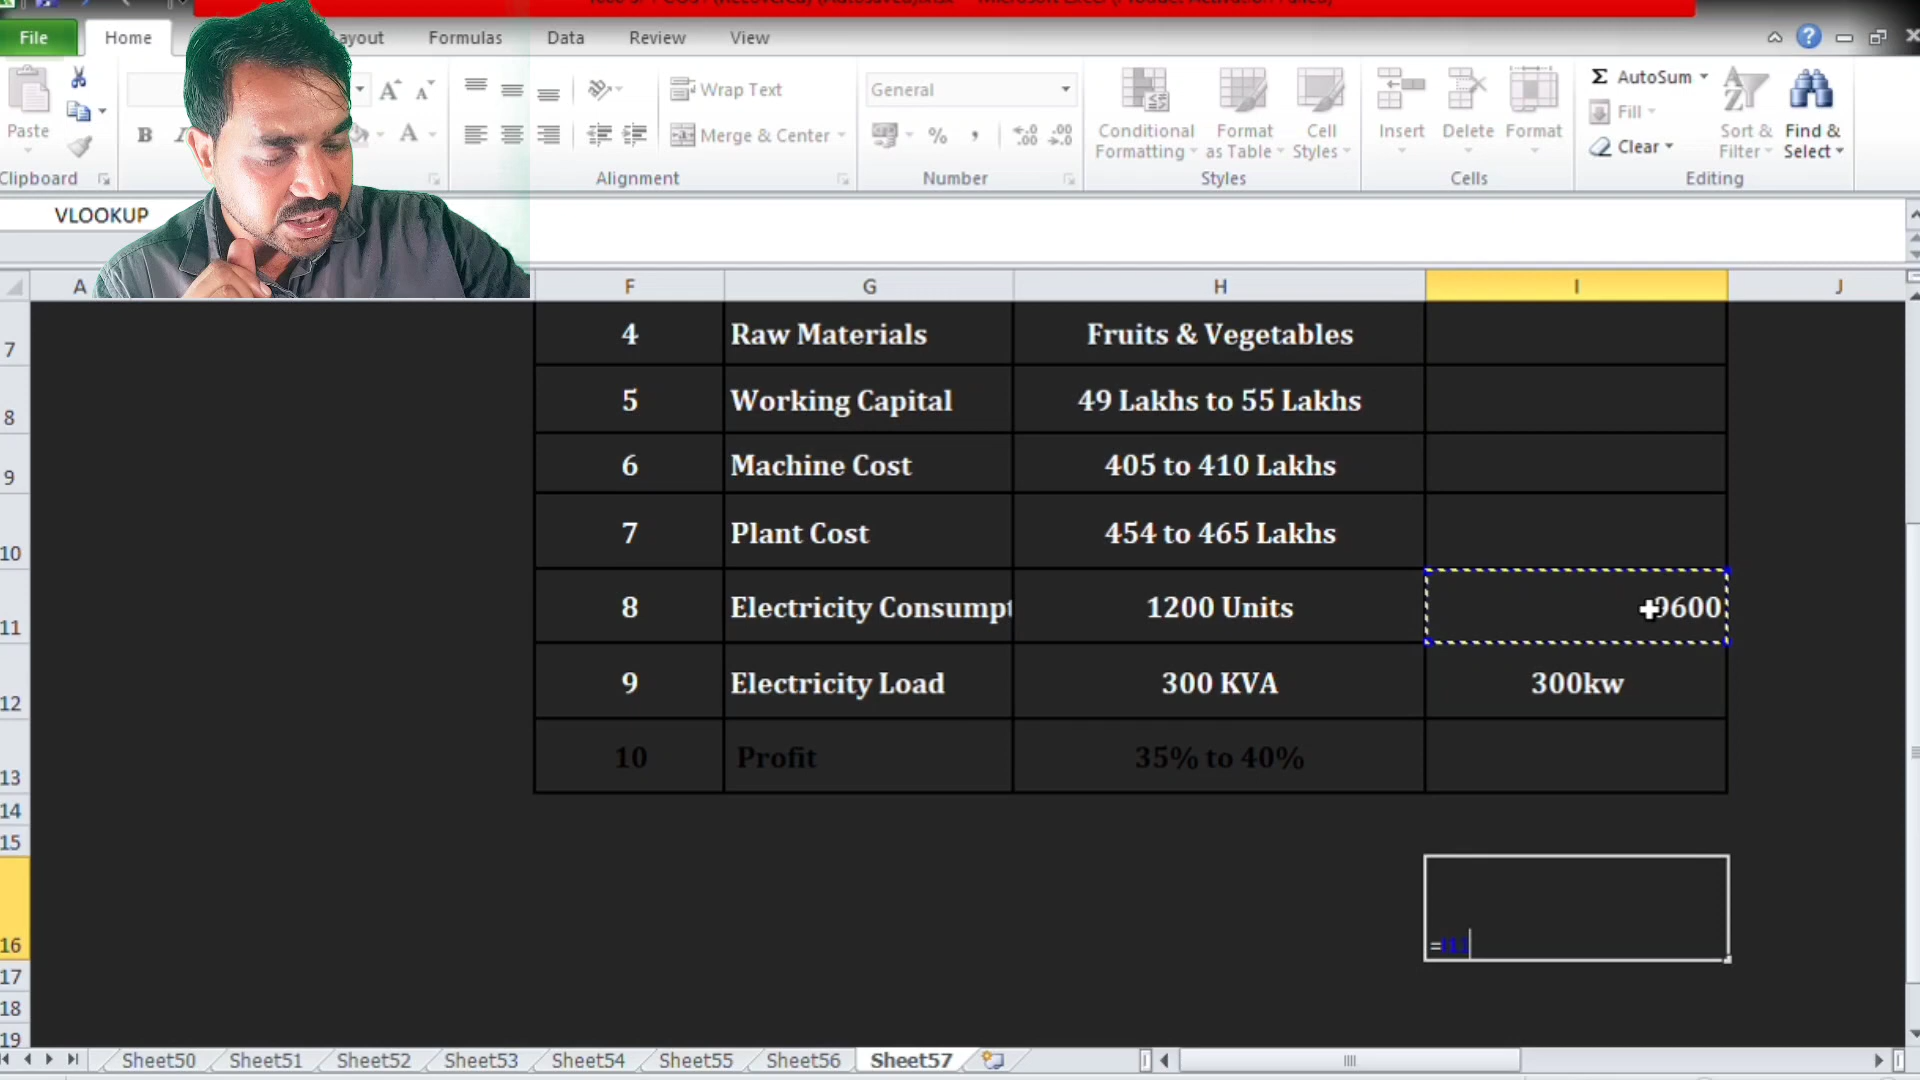 File Home Layout Formulas Data Review View
Wrap Text General AutoSum
Paste Conditional Format Cell Insert Delete Format Fill Sort & Find &
B Merge & Center % , Formatting as Table Styles Clear Filter Select
Clipboard Alignment Number Styles Cells Editing
VLOOKUP
A F G H I J
7 4 Raw Materials Fruits & Vegetables
8 5 Working Capital 49 Lakhs to 55 Lakhs
9 6 Machine Cost 405 to 410 Lakhs
10 7 Plant Cost 454 to 465 Lakhs
11 8 Electricity Consumpt 1200 Units 9600
12 9 Electricity Load 300 KVA 300kw
13 10 Profit 35% to 40%
14
15
16 =I11
17
18
19
Sheet50 Sheet51 Sheet52 Sheet53 Sheet54 Sheet55 Sheet56 Sheet57